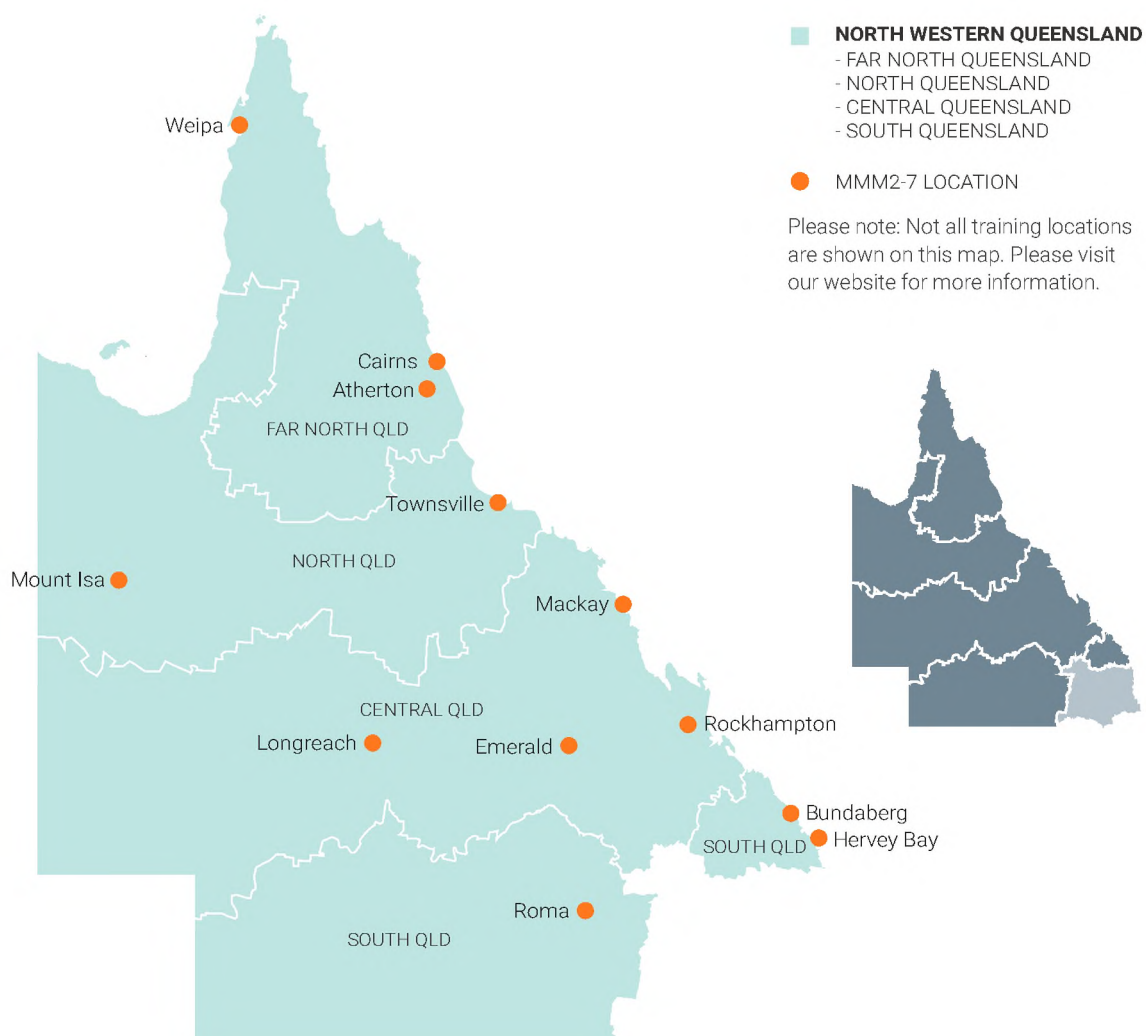 NORTH WESTERN QUEENSLAND
- FAR NORTH QUEENSLAND
- NORTH QUEENSLAND
- CENTRAL QUEENSLAND
- SOUTH QUEENSLAND
MMM2-7 LOCATION
Please note: Not all training locations
are shown on this map. Please visit
our website for more information.
Weipa
Cairns
Atherton
FAR NORTH QLD
Townsville
NORTH QLD
Mount Isa
Mackay
CENTRAL QLD
Rockhampton
Longreach
Emerald
Bundaberg
SOUTH QLD
Hervey Bay
Roma
SOUTH QLD